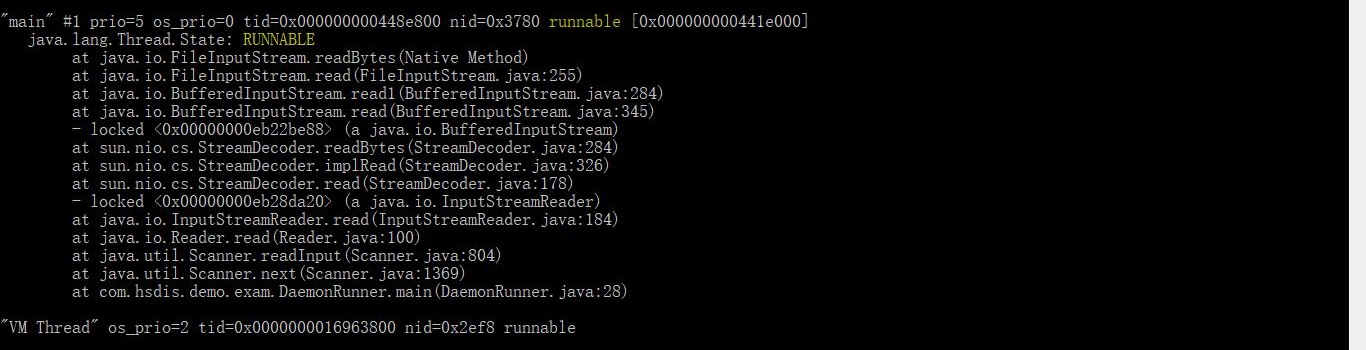 "main" #1 prio=5 os_prio=0 tid=0x000000000448e800 nid=0x3780 runnable [0x000000000441e000]
java.lang.Thread.State: RUNNABLE
at java.io.FileInputStream.readBytes(Native Method)
at java.io.FileInputStream.read(FileInputStream.java:255)
at java.io.BufferedInputStream.read1(BufferedInputStream.java:284)
at java.io.BufferedInputStream.read(BufferedInputStream.java:345)
- locked <0x00000000eb22be88> (a java.io.BufferedInputStream)
at sun.nio.cs.StreamDecoder.readBytes(StreamDecoder.java:284)
at sun.nio.cs.StreamDecoder.implRead(StreamDecoder.java:326)
at sun.nio.cs.StreamDecoder.read(StreamDecoder.java:178)
- locked <0x00000000eb28da20> (a java.io.InputStreamReader)
at java.io.InputStreamReader.read(InputStreamReader.java:184)
at java.io.Reader.read(Reader.java:100)
at java.util.Scanner.readInput(Scanner.java:804)
at java.util.Scanner.next(Scanner.java:1369)
at com.hsdis.demo.exam.DaemonRunner.main(DaemonRunner.java:28)
"VM Thread" os_prio=2 tid=0x0000000016963800 nid=0x2ef8 runnable